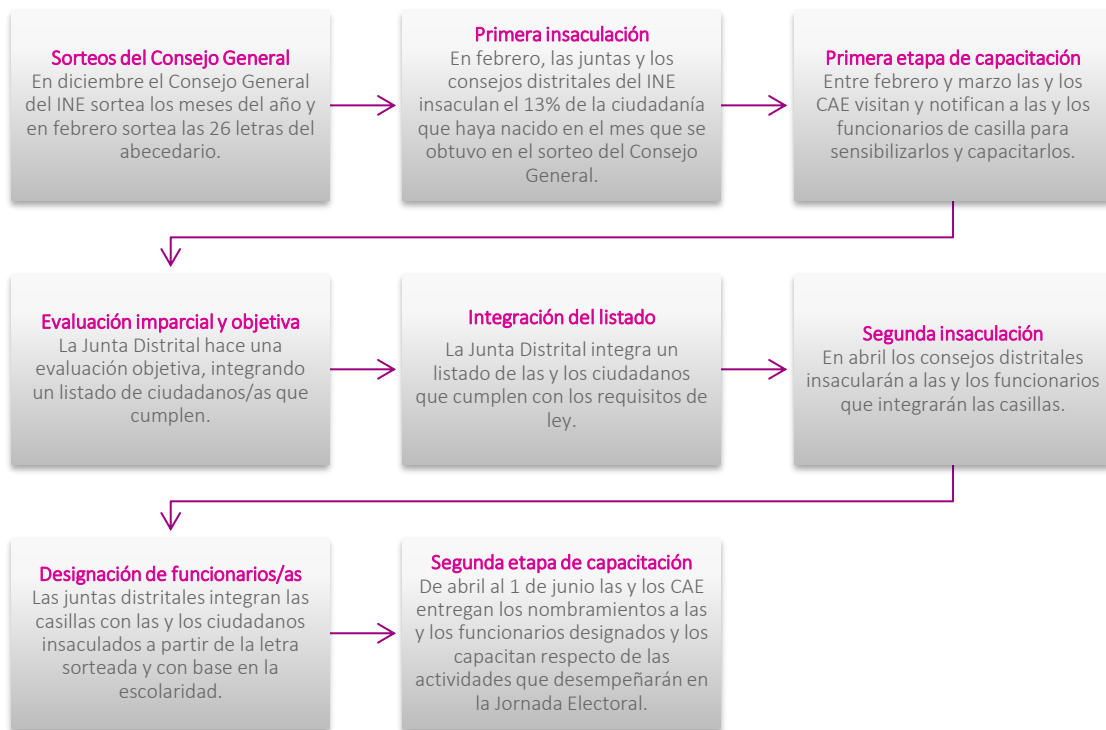 Sorteos del Consejo General
En diciembre el Consejo General
del INE sortea los meses del año y
en febrero sortea las 26 letras del
abecedario.
Primera insaculación
En febrero, las juntas y los
consejos distritales del INE
insaculan el 13% de la ciudadanía
que haya nacido en el mes que se
obtuvo en el sorteo del Consejo
General.
Primera etapa de capacitación
Entre febrero y marzo las y los
CAE visitan y notifican a las y los
funcionarios de casilla para
sensibilizarlos y capacitarlos.
Evaluación imparcial y objetiva
La Junta Distrital hace una
evaluación objetiva, integrando
un listado de ciudadanos/as que
cumplen.
Integración del listado
La Junta Distrital integra un
listado de las y los ciudadanos
que cumplen con los requisitos de
ley.
Segunda insaculación
En abril los consejos distritales
insacularán a las y los funcionarios
que integrarán las casillas.
Designación de funcionarios/as
Las juntas distritales integran las
casillas con las y los ciudadanos
insaculados a partir de la letra
sorteada y con base en la
escolaridad.
Segunda etapa de capacitación
De abril al 1 de junio las y los CAE
entregan los nombramientos a las
y los funcionarios designados y los
capacitan respecto de las
actividades que desempeñarán en
la Jornada Electoral.